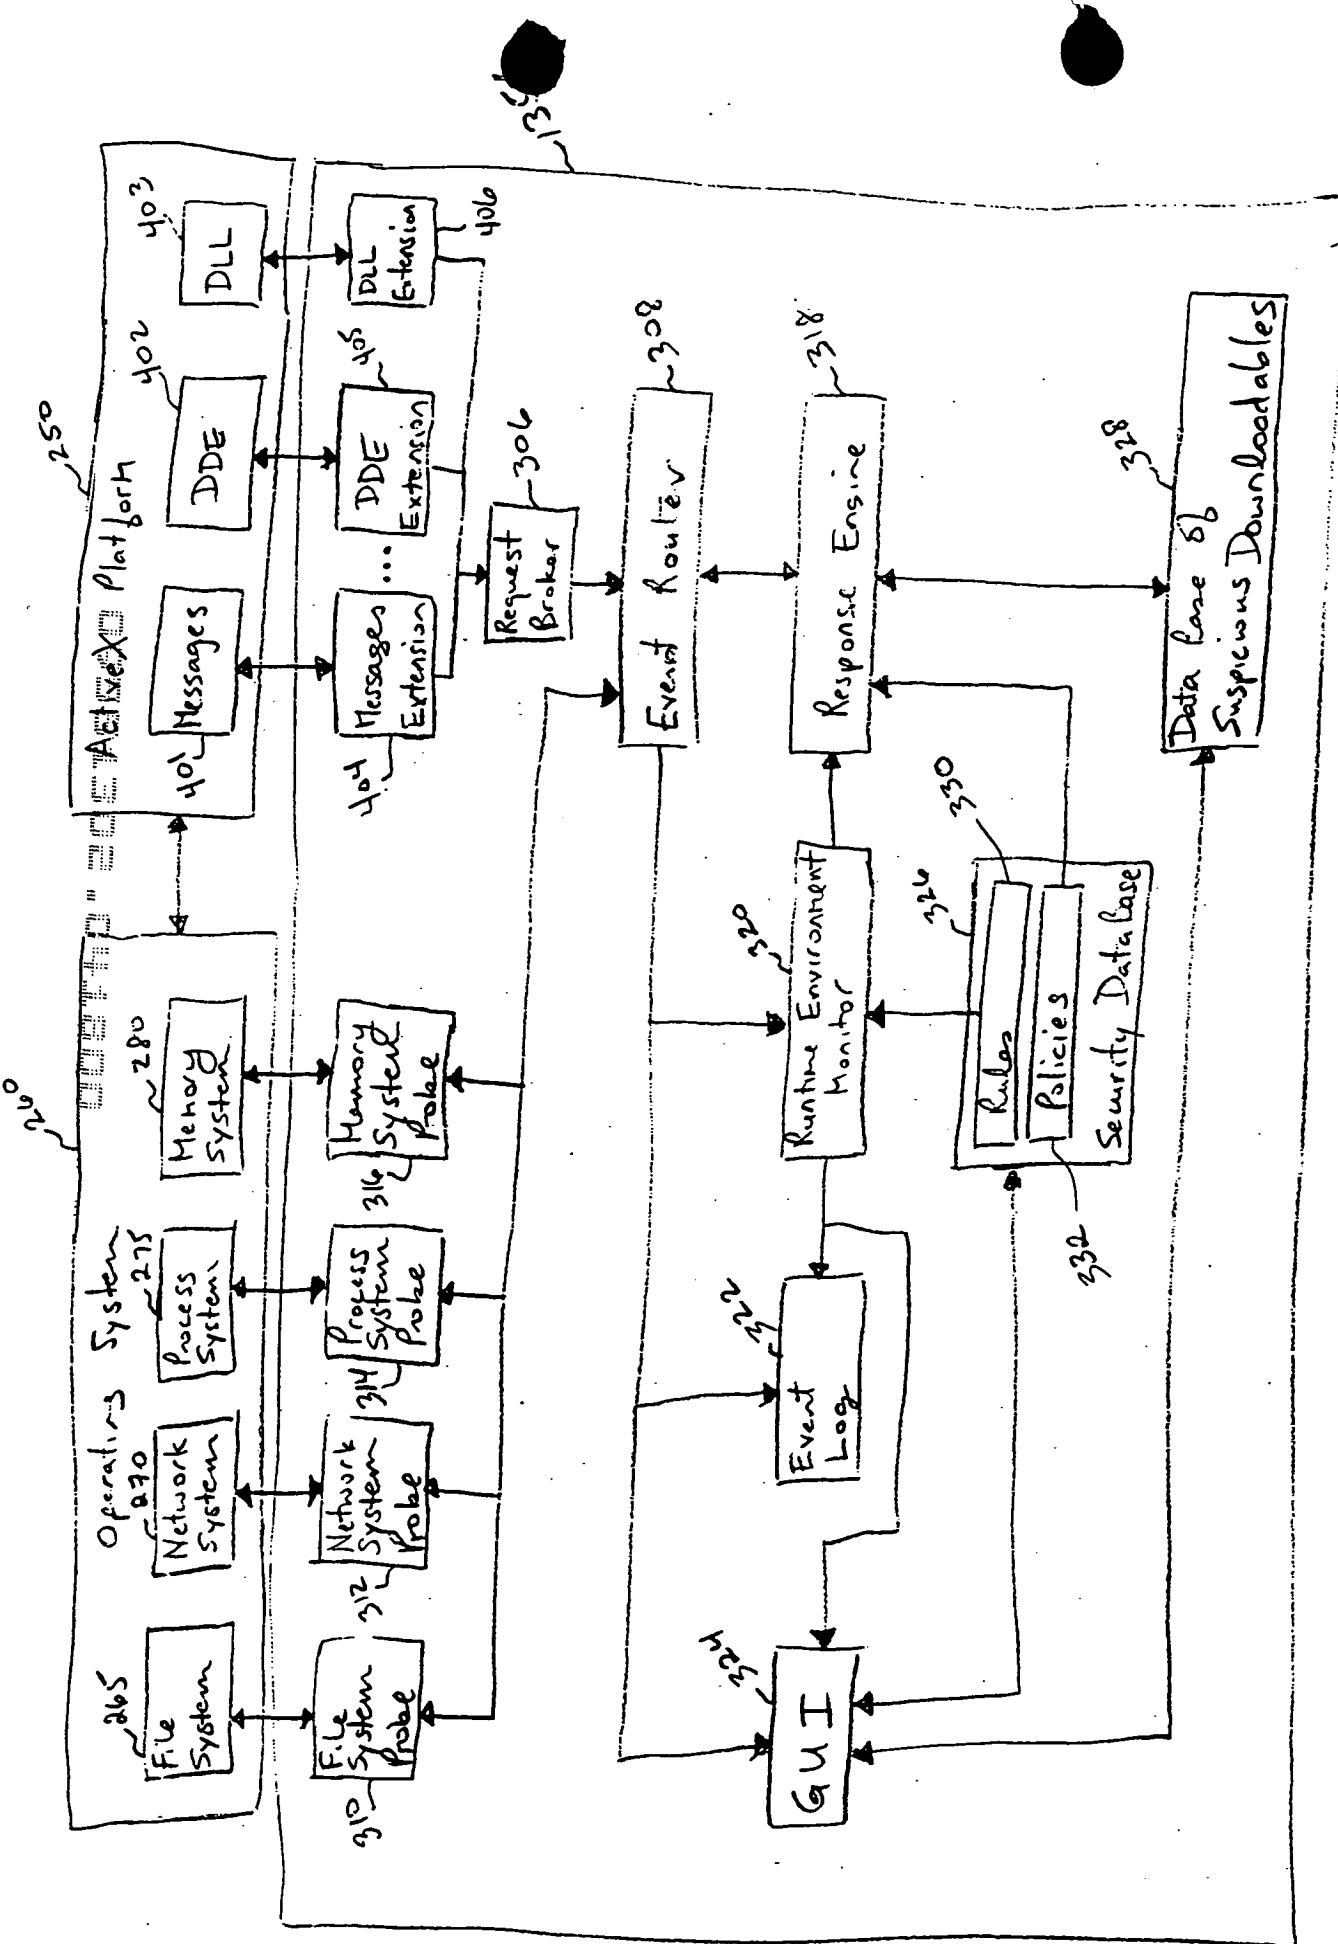 260
250
Operating System
ActiveX Platform
265
270
275
280
401
402
403
File
System
Network
System
Process
System
Memory
System
Messages
DDE
DLL
135
File
System
Probe
Network
System
Probe
Process
System
Probe
Memory
System
Probe
Messages
Extension
...
DDE
Extension
DLL
Extension
310
312
314
316
404
405
406
Request
Broker
306
Event Router
308
324
GUI
322
Event
Log
320
Runtime Environment
Monitor
Response Engine
318
326
330
Rules
Policies
332
Security Database
328
Data Base of
Suspicious Downloadables